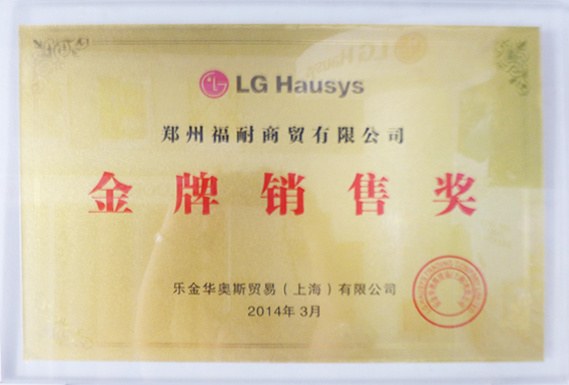 LG Hausys
郑州福耐商贸有限公司
金牌销售奖
乐金华奥斯贸易（上海）有限公司
2014年3月